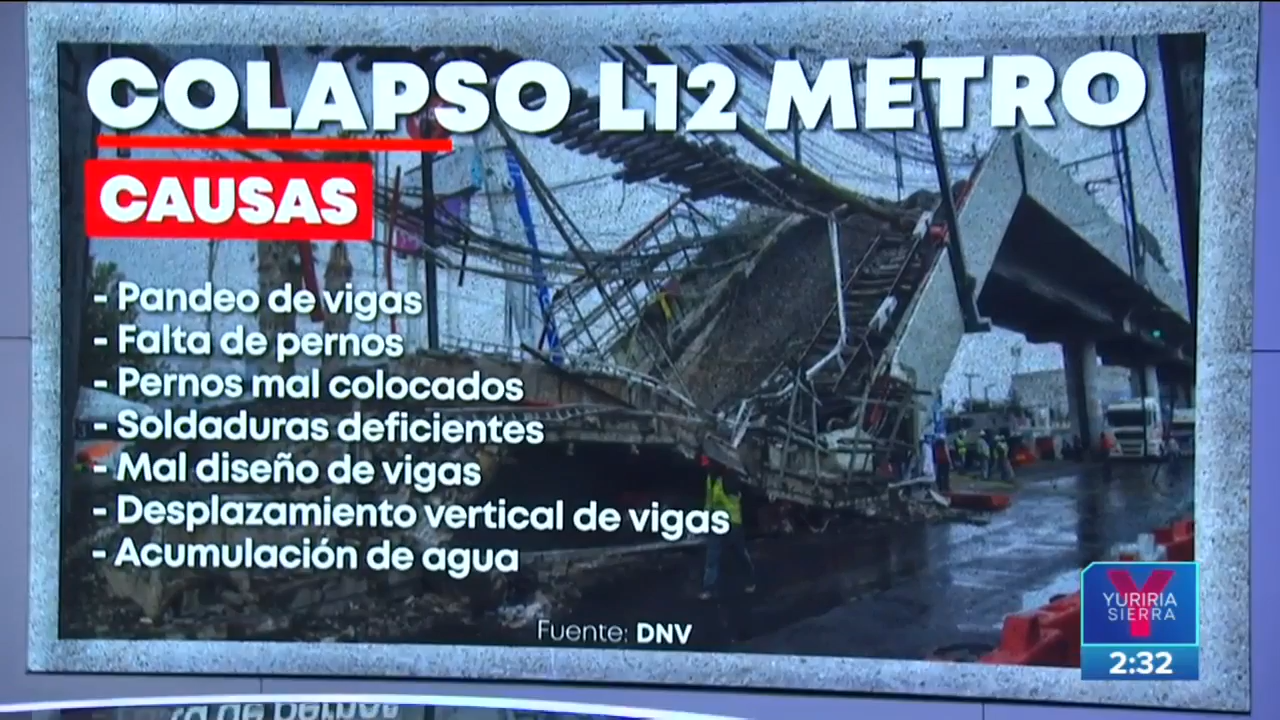 COLAPSO L12 METRO
CAUSAS
- Pandeo de vigas
- Falta de pernos
- Pernos mal colocados
- Soldaduras deficientes
- Mal diseño de vigas
- Desplazamiento vertical de vigas
- Acumulación de agua
Fuente: DNV
Y
YURIRIA
SIERRA
2:32